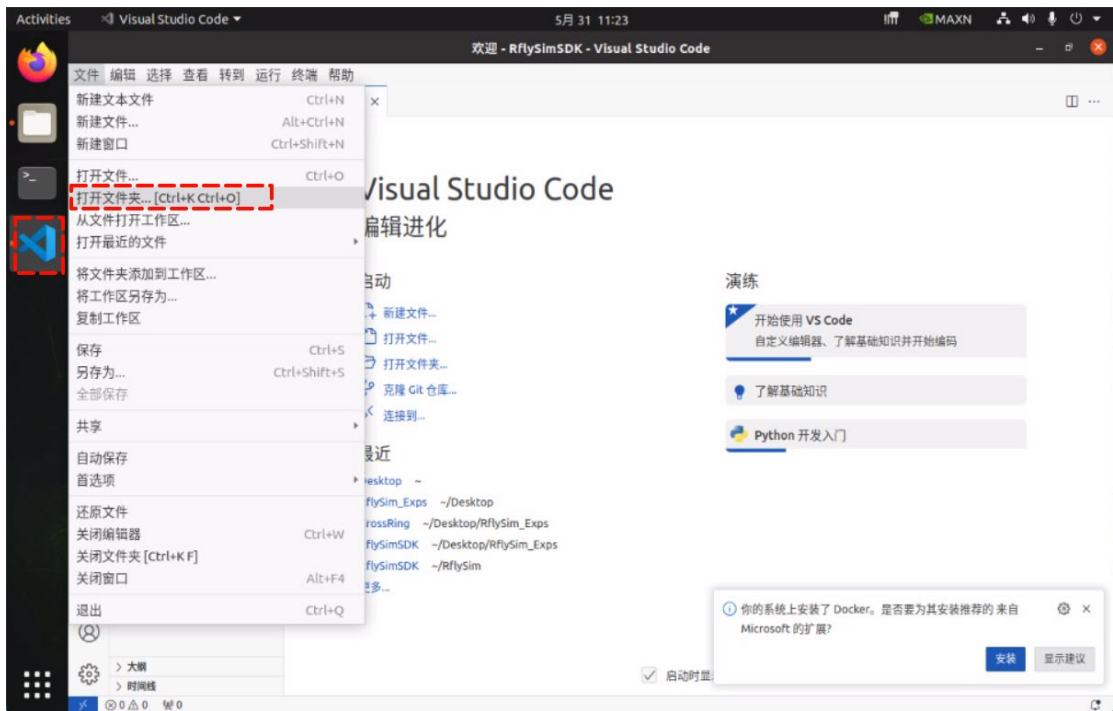 Activities
Visual Studio Code
5月 31 11:23
MAXN
欢迎 - RflySimSDK - Visual Studio Code
文件 编辑 选择 查看 转到 运行 终端 帮助
新建文本文件 Ctrl+N
新建文件... Alt+Ctrl+N
新建窗口 Ctrl+Shift+N
打开文件... Ctrl+O
打开文件夹... [Ctrl+K Ctrl+O]
从文件打开工作区...
打开最近的文件
将文件夹添加到工作区...
将工作区另存为...
复制工作区
保存 Ctrl+S
另存为... Ctrl+Shift+S
全部保存
共享
自动保存
首选项
还原文件
关闭编辑器 Ctrl+W
关闭文件夹 [Ctrl+K F]
关闭窗口 Alt+F4
退出 Ctrl+Q
大纲
时间线
0 0 0
Visual Studio Code
编辑进化
启动
新建文件...
打开文件...
打开文件夹...
克隆 Git 仓库...
连接到...
最近
esktop ~
flySim_Exps ~/Desktop
rossRing ~/Desktop/RflySim_Exps
flySimSDK ~/Desktop/RflySim_Exps
flySimSDK ~/RflySim
更多...
演练
开始使用 VS Code
自定义编辑器、了解基础知识并开始编码
了解基础知识
Python 开发入门
启动时显
你的系统上安装了 Docker。是否要为其安装推荐的 来自
Microsoft 的扩展?
安装 显示建议